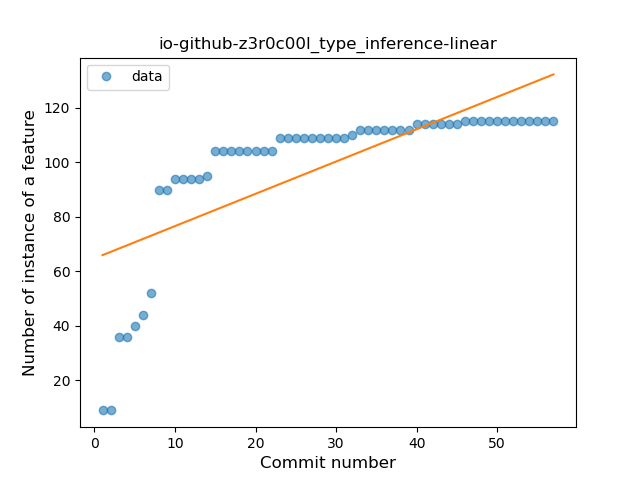 io-github-z3r0c00l_type_inference-linear
data
Number of instance of a feature
120
100
80
60
40
20
0 10 20 30 40 50
Commit number